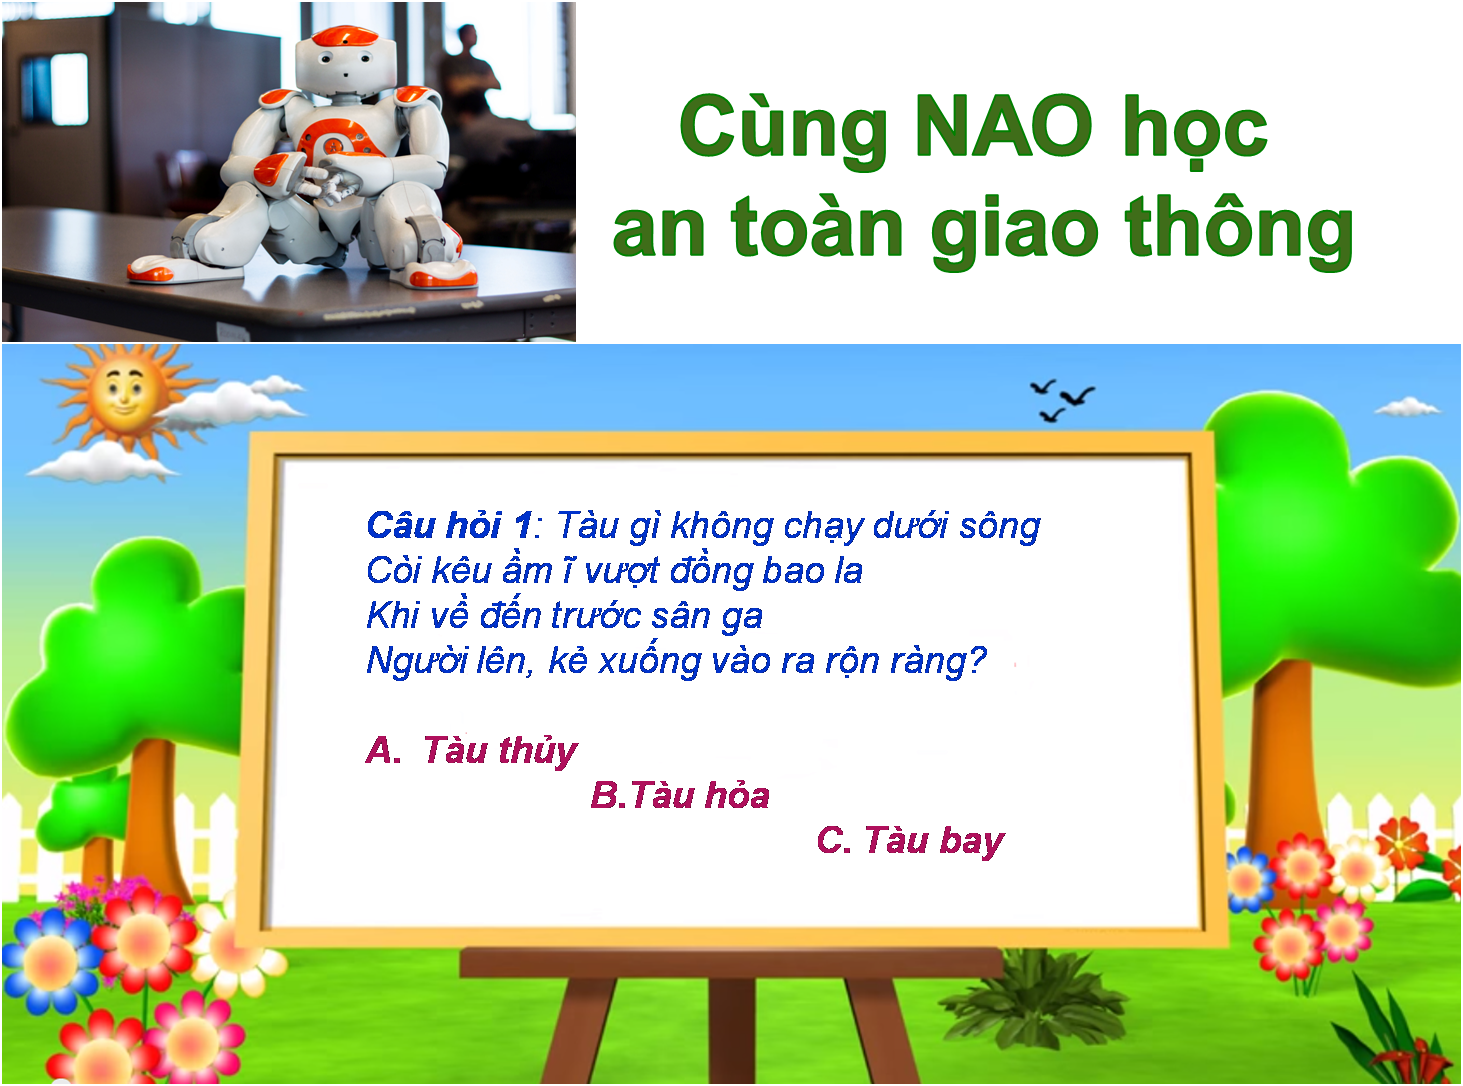 Cùng NAO học
an toàn giao thông
Câu hỏi 1: Tàu gì không chạy dưới sông
Còi kêu ầm ĩ vượt đồng bao la
Khi về đến trước sân ga
Người lên, kẻ xuống vào ra rộn ràng?
A. Tàu thủy
B.Tàu hỏa
C. Tàu bay